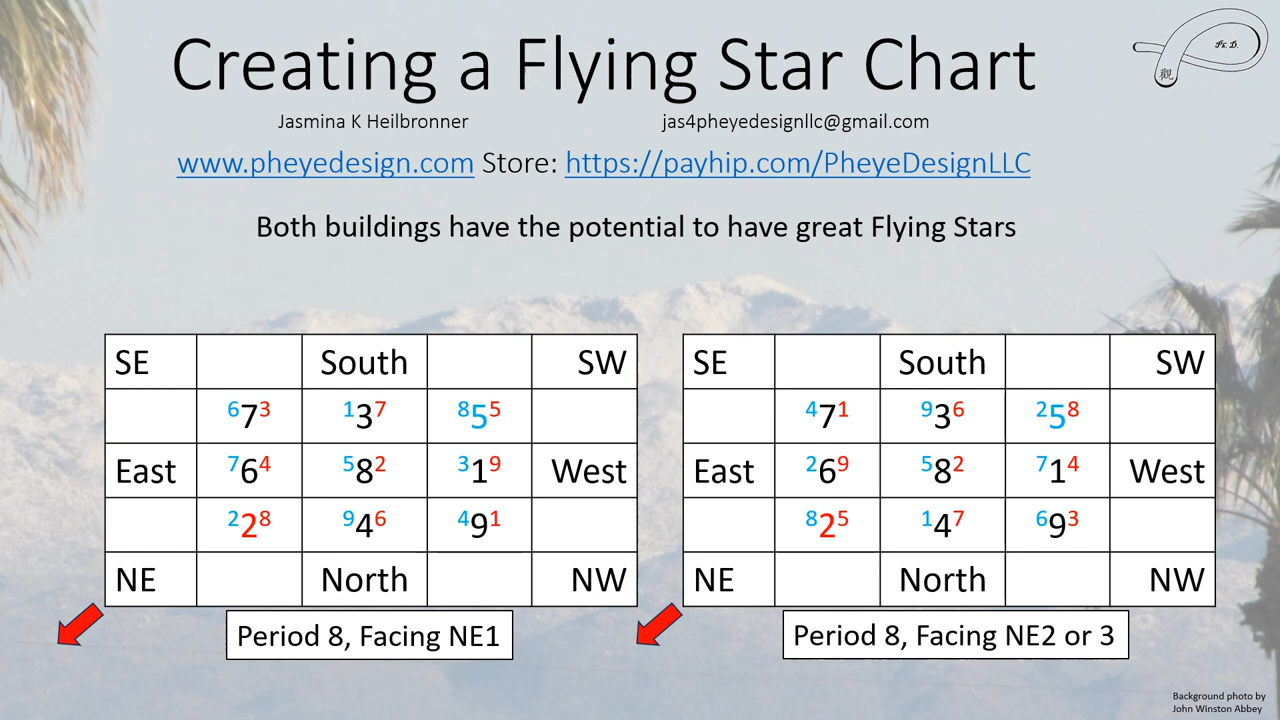 Creating a Flying Star Chart
Ph. D.
觀
Jasmina K Heilbronner jas4pheyedesignllc@gmail.com
www.pheyedesign.com Store: https://payhip.com/PheyeDesignLLC
Both buildings have the potential to have great Flying Stars
SE South SW
673 137 855
East 764 582 319 West
228 946 491
NE North NW
Period 8, Facing NE1
SE South SW
471 936 258
East 269 582 714 West
825 147 693
NE North NW
Period 8, Facing NE2 or 3
Background photo by
John Winston Abbey